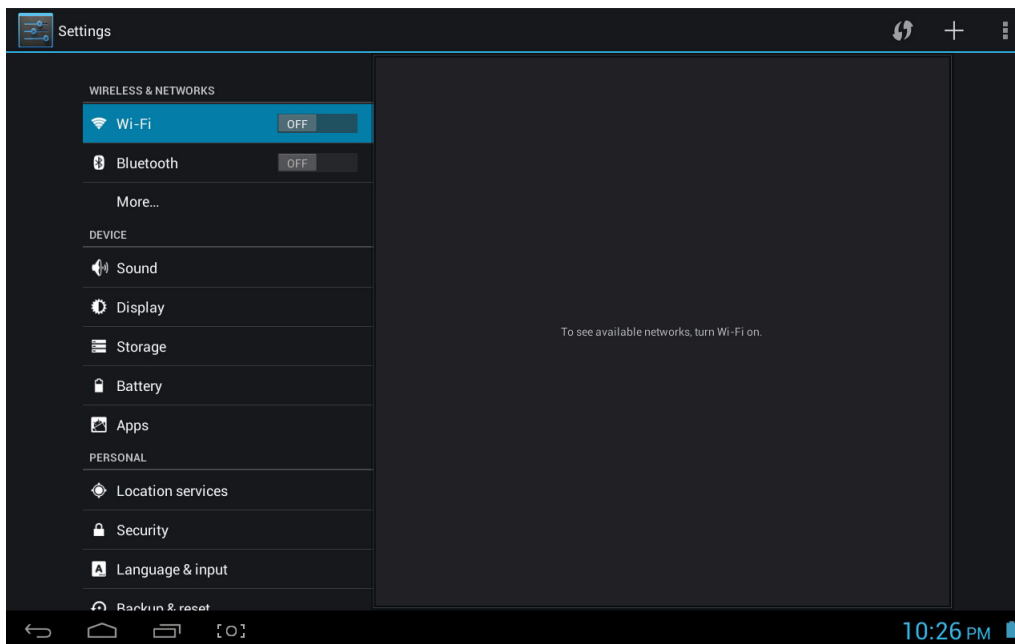 Settings
WIRELESS & NETWORKS
Wi-Fi OFF
Bluetooth OFF
More...
DEVICE
Sound
Display
Storage
Battery
Apps
PERSONAL
Location services
Security
A Language & input
Backup & reset
To see available networks, turn Wi-Fi on.
10:26 PM